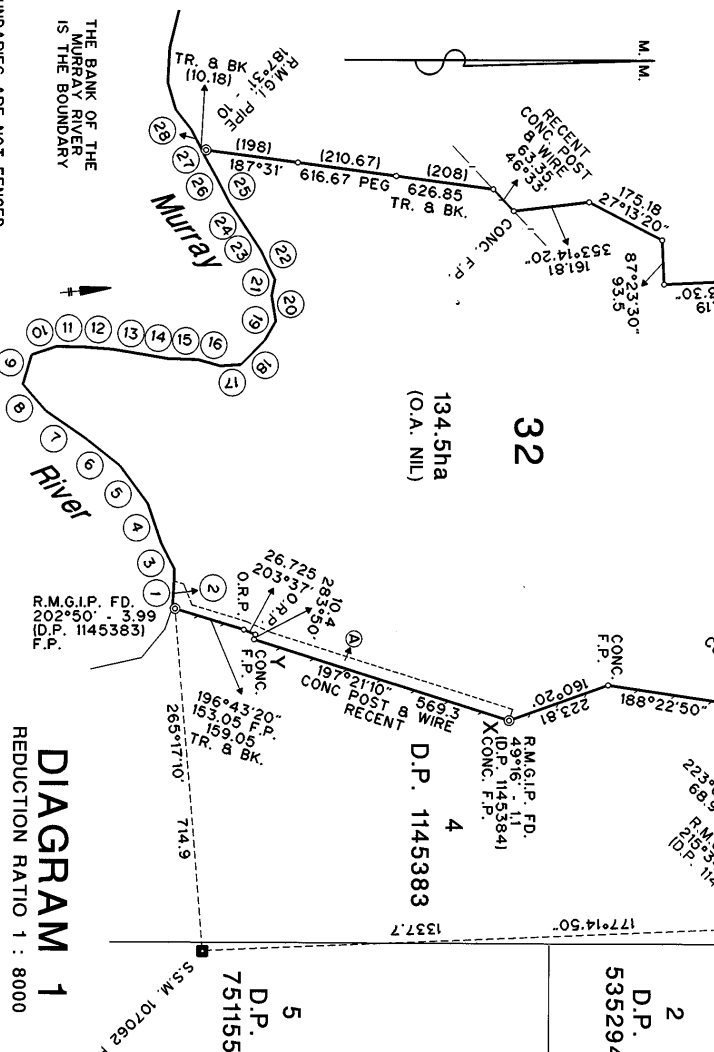 M. M.
THE BANK OF THE
MURRAY RIVER
IS THE BOUNDARY
TR. & BK
(10.18)
R.M.G.I. PIPE
187°31' - 10
(198)
187°31'
(210.67)
616.67 PEG
(208)
626.85
TR. & BK.
RECENT
CONC. POST
& WIRE
63.35
46°33'
CONC. F.P.
161.81
353°14'20"
175.18
27°13'20"
87°23'30"
93.5
32
134.5ha
(O.A. NIL)
Murray
River
28
27
26
25
24
23
22
21
20
19
18
17
16
15
14
13
12
11
10
9
8
7
6
5
4
3
2
1
R.M.G.I.P. FD.
202°50' - 3.99
(D.P. 1145383)
F.P.
26.725
203°37'
O.R.P.
10.4
283°50'
O.R.P.
CONC.
F.P.
Y
A
197°21'10"
569.3
CONC POST & WIRE
RECENT
196°43'20"
153.05 F.P.
159.05
TR. & BK.
X
R.M.G.I.P. FD.
49°16' - 1.1
(D.P. 1145384)
CONC. F.P.
160°20'
223.81
CONC.
F.P.
188°22'50"
4
D.P. 1145383
265°17'10"
714.9
1337.7
177°14'50"
S.S.M. 107062
5
D.P.
751155
2
D.P.
535294
DIAGRAM 1
REDUCTION RATIO 1 : 8000